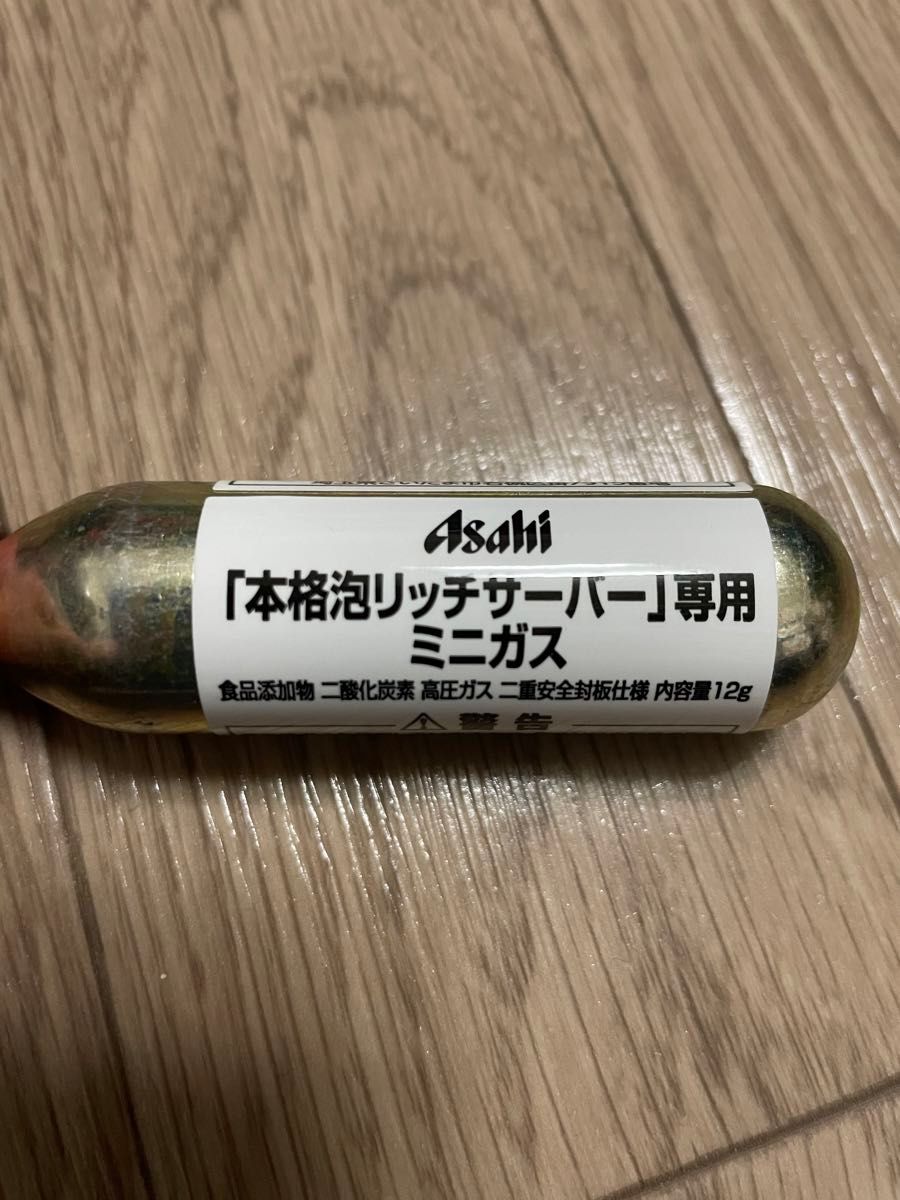 Asahi
「本格泡リッチサーバー」専用
ミニガス
食品添加物 二酸化炭素 高圧ガス 二重安全封板仕様 内容量12g
⚠ 警告